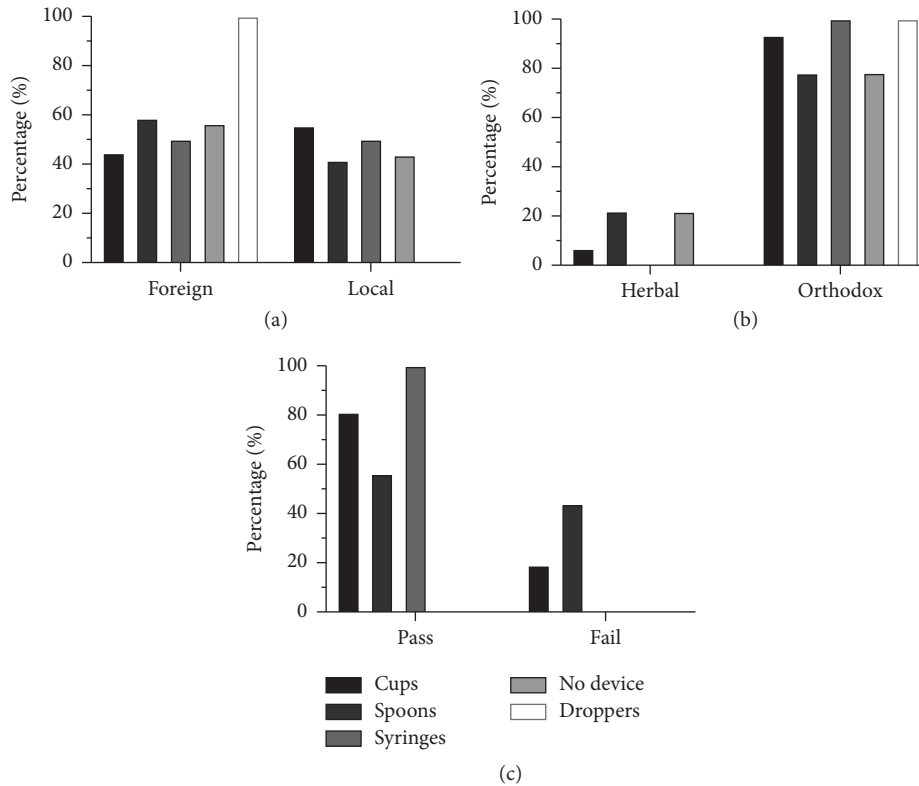 100
80
60
40
20
0
Percentage (%)
Foreign
Local
(a)
100
80
60
40
20
0
Percentage (%)
Herbal
Orthodox
(b)
100
80
60
40
20
0
Percentage (%)
Pass
Fail
Cups
Spoons
Syringes
No device
Droppers
(c)